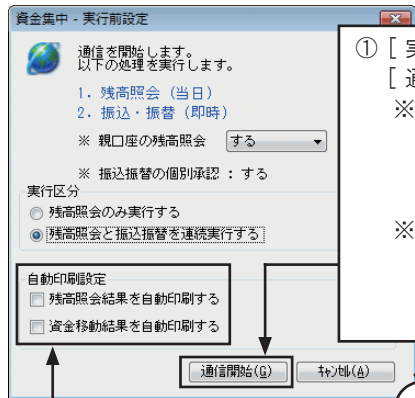 資金集中 - 実行前設定
通信を開始します。
以下の処理を実行します。
1. 残高照会（当日）
2. 振込・振替（即時）
※ 親口座の残高照会 する
※ 振込振替の個別承認 : する
実行区分
残高照会のみ実行する
残高照会と振込振替を連続実行する
自動印刷設定
残高照会結果を自動印刷する
資金移動結果を自動印刷する
通信開始(G) ｷｬﾝｾﾙ(A)
① [ 実
[ 通
※
※